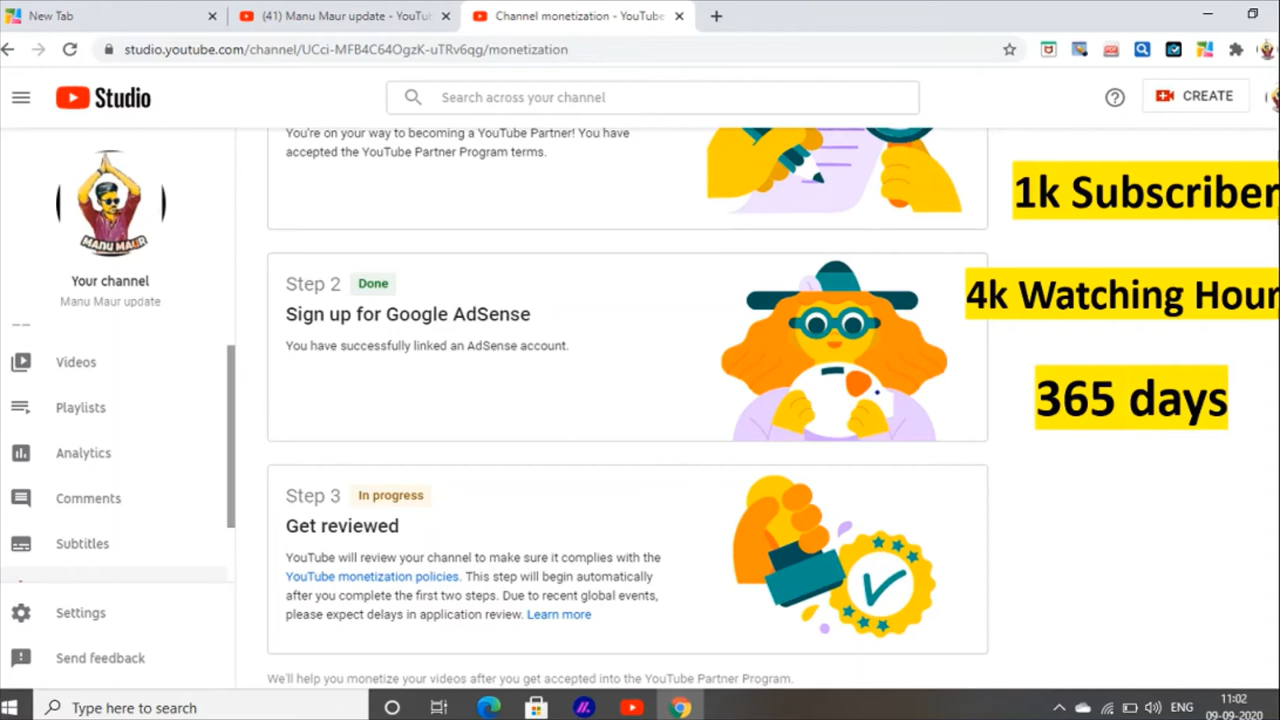 New Tab
(41) Manu Maur update - YouTu
Channel monetization - YouTube
studio.youtube.com/channel/UCci-MFB4C64OgzK-uTRv6qg/monetization
Studio
Search across your channel
CREATE
MANU MAUR
Your channel
Manu Maur update
Videos
Playlists
Analytics
Comments
Subtitles
Settings
Send feedback
You're on your way to becoming a YouTube Partner! You have
accepted the YouTube Partner Program terms.
Step 2 Done
Sign up for Google AdSense
You have successfully linked an AdSense account.
Step 3 In progress
Get reviewed
YouTube will review your channel to make sure it complies with the
YouTube monetization policies. This step will begin automatically
after you complete the first two steps. Due to recent global events,
please expect delays in application review. Learn more
We'll help you monetize your videos after you get accepted into the YouTube Partner Program.
1k Subscriber
4k Watching Hour
365 days
Type here to search
ENG
11:02
09-09-2020